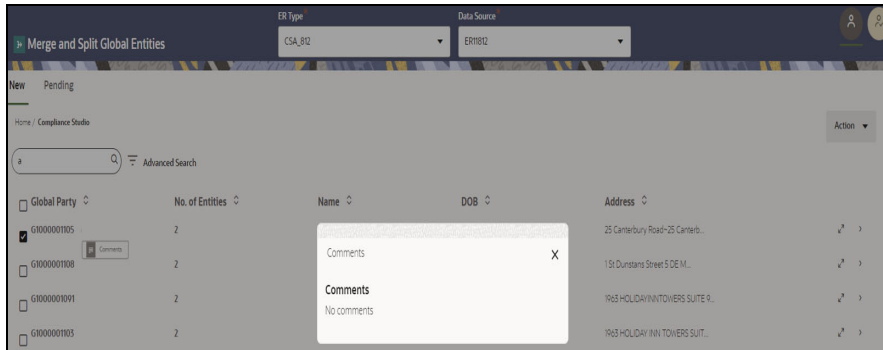 ER Type
Data Source
Merge and Split Global Entities
CSA_812
ER11812
New
Pending
Home / Compliance Studio
Action
a
Advanced Search
Global Party
No. of Entities
Name
DOB
Address
G1000001105
2
25 Canterbury Road~25 Canterb...
Comments
G1000001108
2
1 St Dunstans Street 5 DE M...
G1000001091
2
1963 HOLIDAYINNTOWERS SUITE 9...
G1000001103
2
1963 HOLIDAY INN TOWERS SUIT...
Comments
X
Comments
No comments